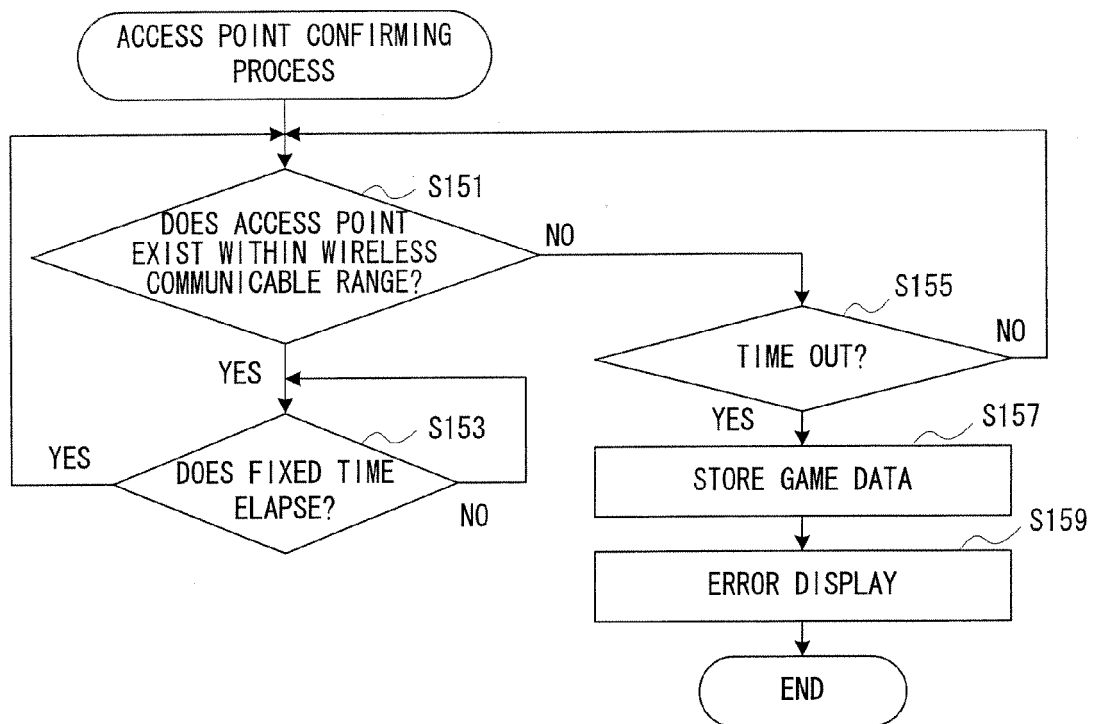 ACCESS POINT CONFIRMING
PROCESS
S151
DOES ACCESS POINT
EXIST WITHIN WIRELESS
COMMUNICABLE RANGE?
NO
S155
TIME OUT?
NO
YES
YES
S153
DOES FIXED TIME
ELAPSE?
YES
NO
S157
STORE GAME DATA
S159
ERROR DISPLAY
END